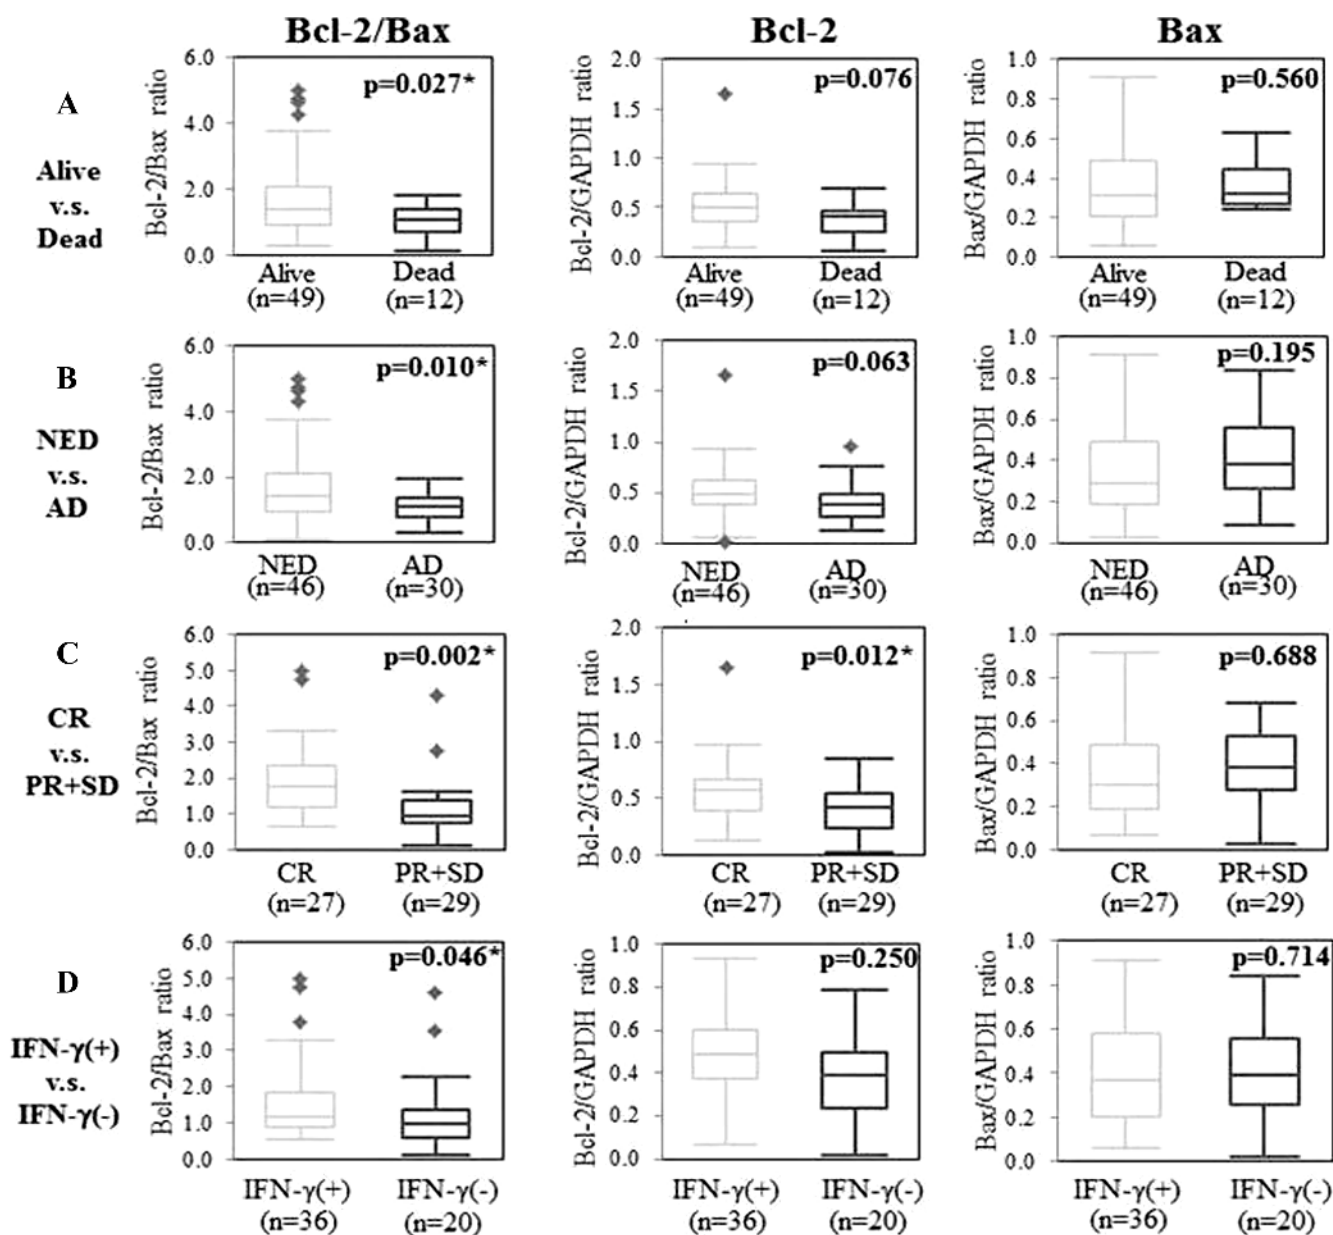 Bcl-2/Bax
Bcl-2
Bax
A
Alive
v.s.
Dead
Bcl-2/Bax ratio
6.0
4.0
2.0
0.0
p=0.027*
Alive
(n=49)
Dead
(n=12)
Bcl-2/GAPDH ratio
2.0
1.5
1.0
0.5
0.0
p=0.076
Alive
(n=49)
Dead
(n=12)
Bax/GAPDH ratio
1.0
0.8
0.6
0.4
0.2
0.0
p=0.560
Alive
(n=49)
Dead
(n=12)
B
NED
v.s.
AD
Bcl-2/Bax ratio
6.0
4.0
2.0
0.0
p=0.010*
NED
(n=46)
AD
(n=30)
Bcl-2/GAPDH ratio
2.0
1.5
1.0
0.5
0.0
p=0.063
NED
(n=46)
AD
(n=30)
Bax/GAPDH ratio
1.0
0.8
0.6
0.4
0.2
0.0
p=0.195
NED
(n=46)
AD
(n=30)
C
CR
v.s.
PR+SD
Bcl-2/Bax ratio
6.0
5.0
4.0
3.0
2.0
1.0
0.0
p=0.002*
CR
(n=27)
PR+SD
(n=29)
Bcl-2/GAPDH ratio
2.0
1.5
1.0
0.5
0.0
p=0.012*
CR
(n=27)
PR+SD
(n=29)
Bax/GAPDH ratio
1.0
0.8
0.6
0.4
0.2
0.0
p=0.688
CR
(n=27)
PR+SD
(n=29)
D
IFN-γ(+)
v.s.
IFN-γ(-)
Bcl-2/Bax ratio
6.0
5.0
4.0
3.0
2.0
1.0
0.0
p=0.046*
IFN-γ(+)
(n=36)
IFN-γ(-)
(n=20)
Bcl-2/GAPDH ratio
1.0
0.8
0.6
0.4
0.2
0.0
p=0.250
IFN-γ(+)
(n=36)
IFN-γ(-)
(n=20)
Bax/GAPDH ratio
1.0
0.8
0.6
0.4
0.2
0.0
p=0.714
IFN-γ(+)
(n=36)
IFN-γ(-)
(n=20)